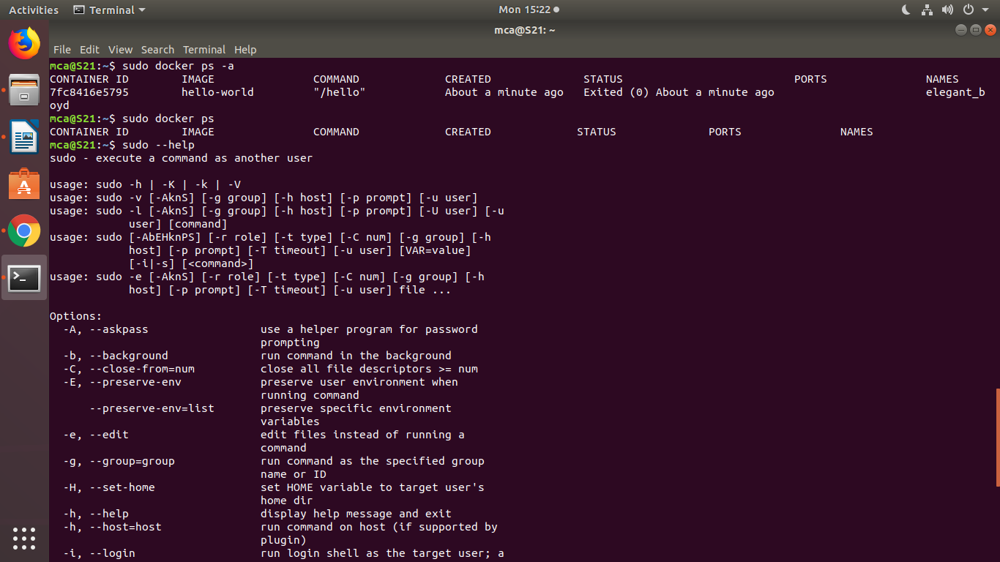 Activities Terminal Mon 15:22
mca@S21: ~
File Edit View Search Terminal Help
mca@S21:~$ sudo docker ps -a
CONTAINER ID        IMAGE               COMMAND             CREATED              STATUS                          PORTS               NAMES
7fc8416e5795        hello-world         "/hello"            About a minute ago   Exited (0) About a minute ago                       elegant_b
oyd
mca@S21:~$ sudo docker ps
CONTAINER ID        IMAGE               COMMAND             CREATED             STATUS              PORTS               NAMES
mca@S21:~$ sudo --help
sudo - execute a command as another user

usage: sudo -h | -K | -k | -V
usage: sudo -v [-AknS] [-g group] [-h host] [-p prompt] [-u user]
usage: sudo -l [-AknS] [-g group] [-h host] [-p prompt] [-U user] [-u
            user] [command]
usage: sudo [-AbEHknPS] [-r role] [-t type] [-C num] [-g group] [-h
            host] [-p prompt] [-T timeout] [-u user] [VAR=value]
            [-i|-s] [<command>]
usage: sudo -e [-AknS] [-r role] [-t type] [-C num] [-g group] [-h
            host] [-p prompt] [-T timeout] [-u user] file ...

Options:
  -A, --askpass                 use a helper program for password
                                prompting
  -b, --background              run command in the background
  -C, --close-from=num          close all file descriptors >= num
  -E, --preserve-env            preserve user environment when
                                running command
      --preserve-env=list       preserve specific environment
                                variables
  -e, --edit                    edit files instead of running a
                                command
  -g, --group=group             run command as the specified group
                                name or ID
  -H, --set-home                set HOME variable to target user's
                                home dir
  -h, --help                    display help message and exit
  -h, --host=host               run command on host (if supported by
                                plugin)
  -i, --login                   run login shell as the target user; a